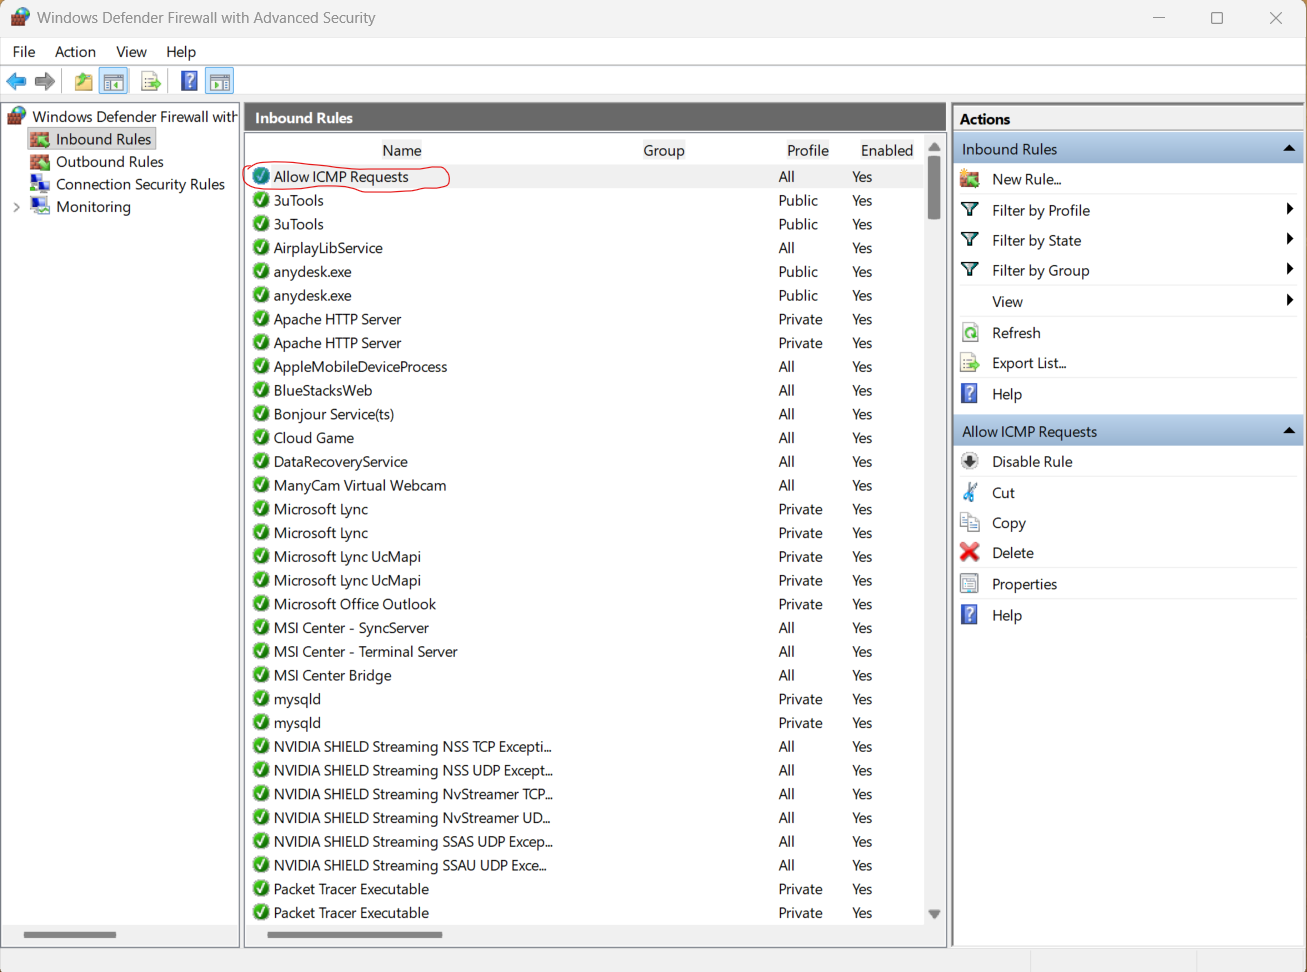 Windows Defender Firewall with Advanced Security
File Action View Help
Windows Defender Firewall with
Inbound Rules
Outbound Rules
Connection Security Rules
Monitoring
Inbound Rules
Name Group Profile Enabled
Allow ICMP Requests All Yes
3uTools Public Yes
3uTools Public Yes
AirplayLibService All Yes
anydesk.exe Public Yes
anydesk.exe Public Yes
Apache HTTP Server Private Yes
Apache HTTP Server Private Yes
AppleMobileDeviceProcess All Yes
BlueStacksWeb All Yes
Bonjour Service(ts) All Yes
Cloud Game All Yes
DataRecoveryService All Yes
ManyCam Virtual Webcam All Yes
Microsoft Lync Private Yes
Microsoft Lync Private Yes
Microsoft Lync UcMapi Private Yes
Microsoft Lync UcMapi Private Yes
Microsoft Office Outlook Private Yes
MSI Center - SyncServer All Yes
MSI Center - Terminal Server All Yes
MSI Center Bridge All Yes
mysqld Private Yes
mysqld Private Yes
NVIDIA SHIELD Streaming NSS TCP Excepti... All Yes
NVIDIA SHIELD Streaming NSS UDP Except... All Yes
NVIDIA SHIELD Streaming NvStreamer TCP... All Yes
NVIDIA SHIELD Streaming NvStreamer UD... All Yes
NVIDIA SHIELD Streaming SSAS UDP Excep... All Yes
NVIDIA SHIELD Streaming SSAU UDP Exce... All Yes
Packet Tracer Executable Private Yes
Packet Tracer Executable Private Yes
Actions
Inbound Rules
New Rule...
Filter by Profile
Filter by State
Filter by Group
View
Refresh
Export List...
Help
Allow ICMP Requests
Disable Rule
Cut
Copy
Delete
Properties
Help